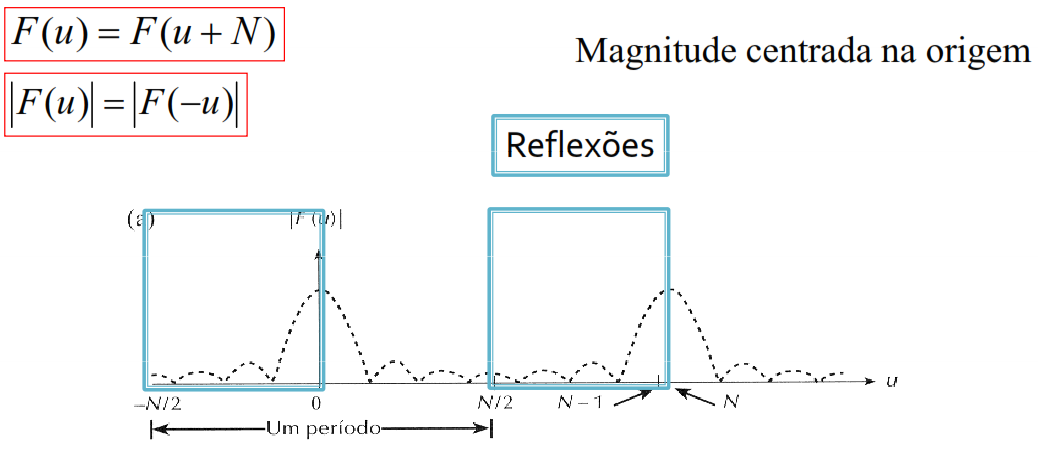 F(u) = F(u + N)
|F(u)| = |F(−u)|
Magnitude centrada na origem
Reflexões
(a)
|F(u)|
u
−N/2 0 N/2 N − 1 N
Um período